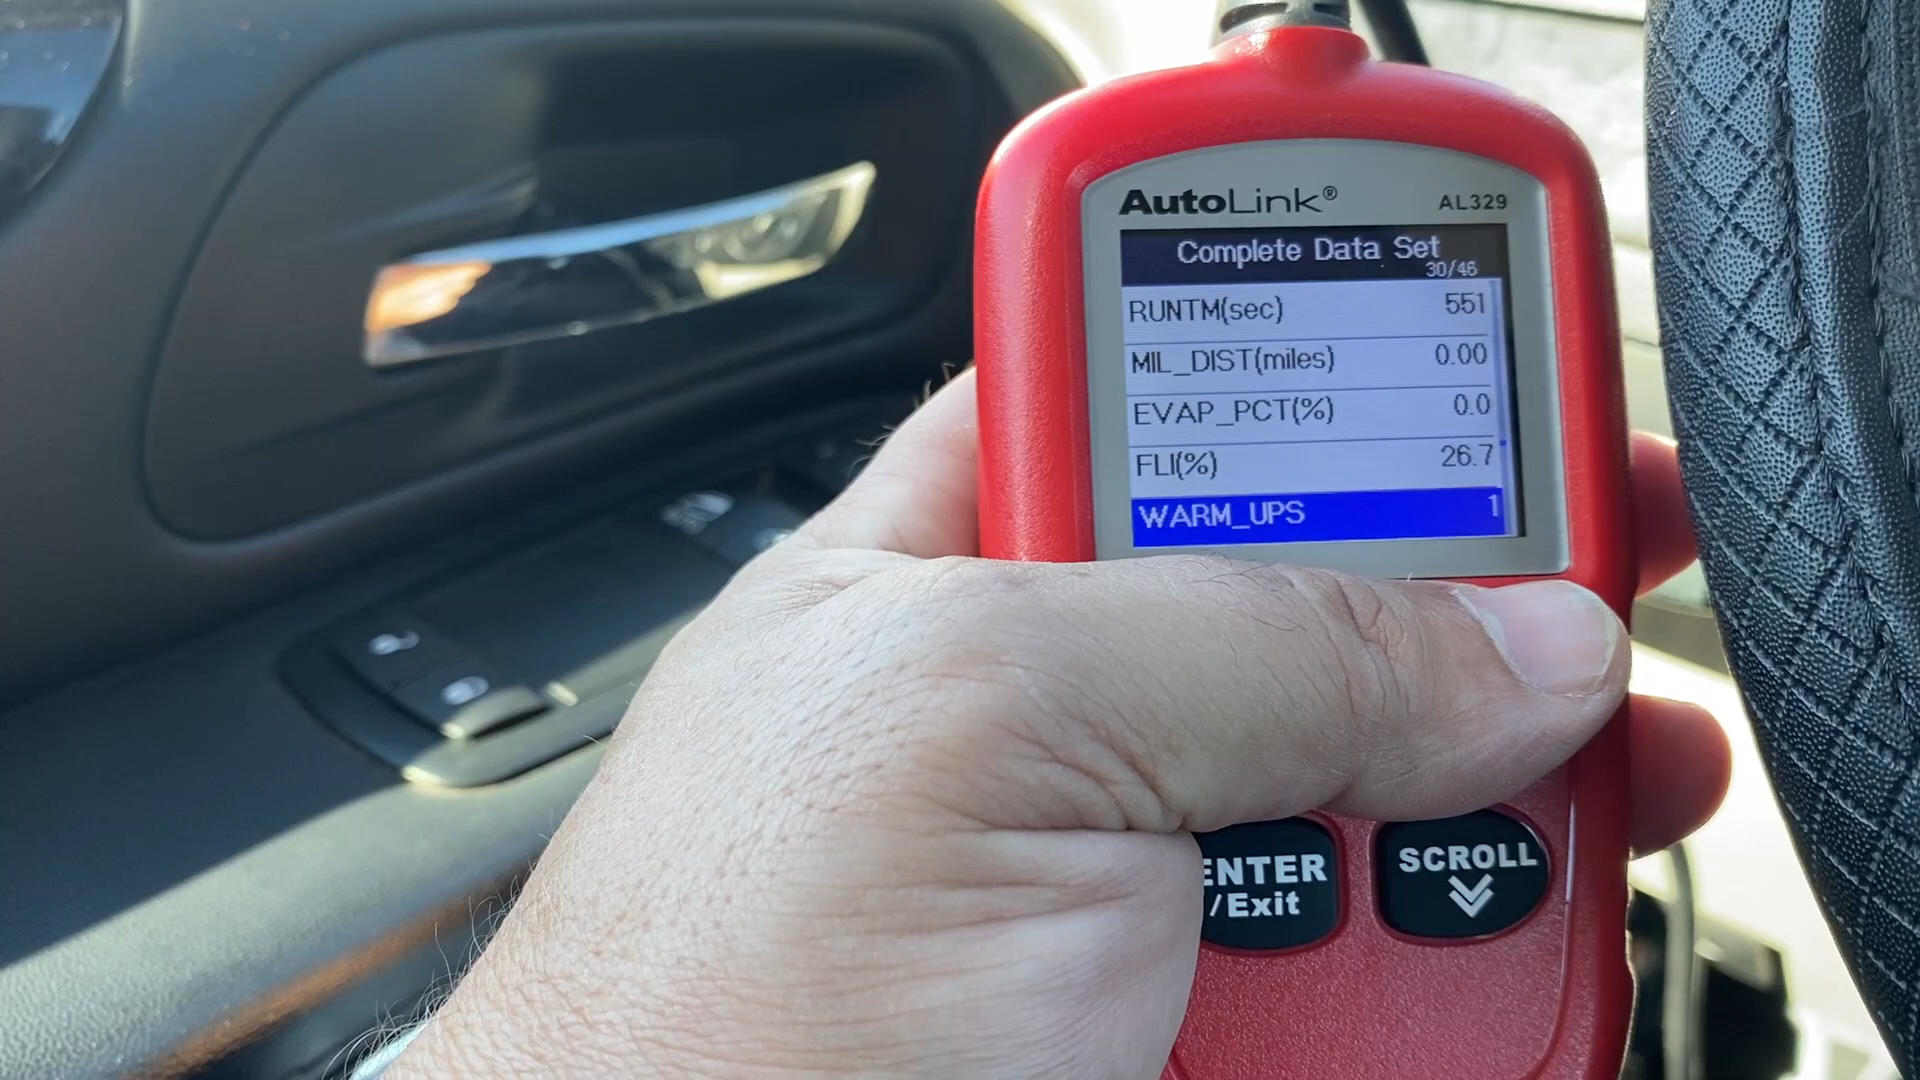 AutoLink® AL329
Complete Data Set
30/46
RUNTM(sec) 551
MIL_DIST(miles) 0.00
EVAP_PCT(%) 0.0
FLI(%) 26.7
WARM_UPS 1
ENTER
/Exit
SCROLL